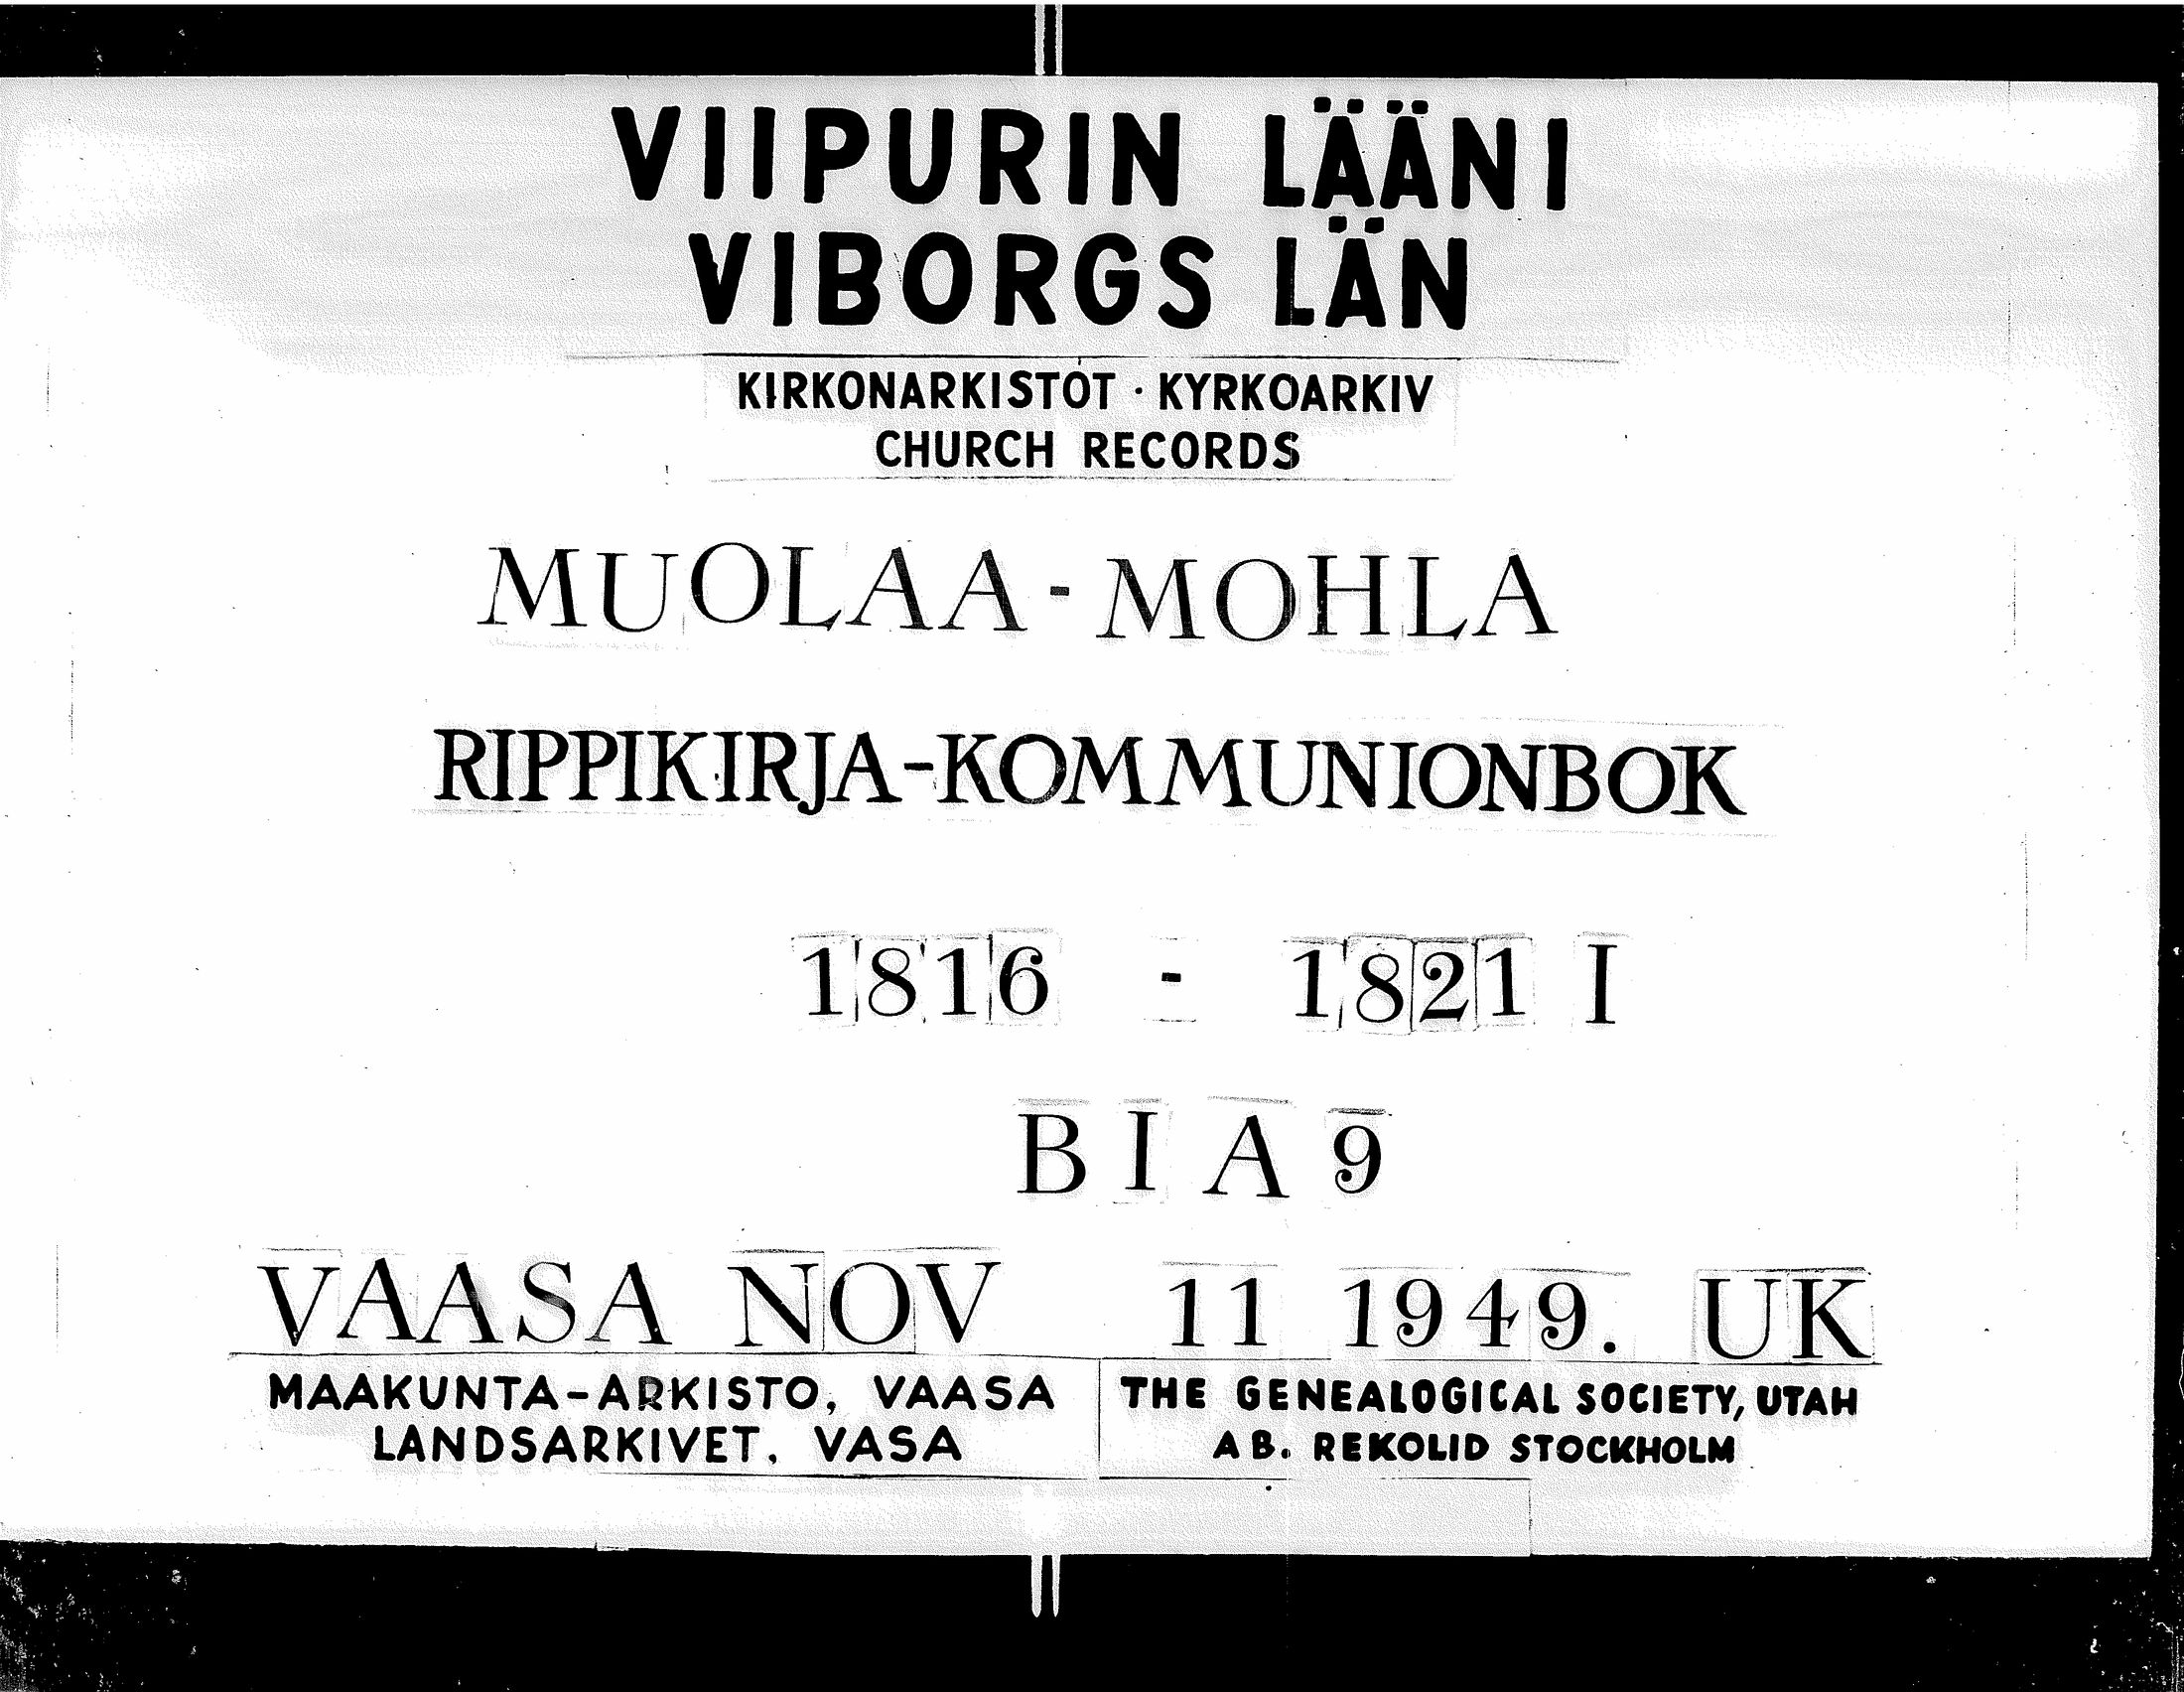 VIIPURIN LÄÄNI
VIBORGS LÄN
KIRKONARKISTOT · KYRKOARKIV
CHURCH RECORDS
MUOLAA-MOHLA
RIPPIKIRJA-KOMMUNIONBOK
1816 - 1821 I
B I A 9
VAASA NOV 11 1949. UK
MAAKUNTA-ARKISTO, VAASA
LANDSARKIVET. VASA
THE GENEALOGICAL SOCIETY, UTAH
AB. REKOLID STOCKHOLM